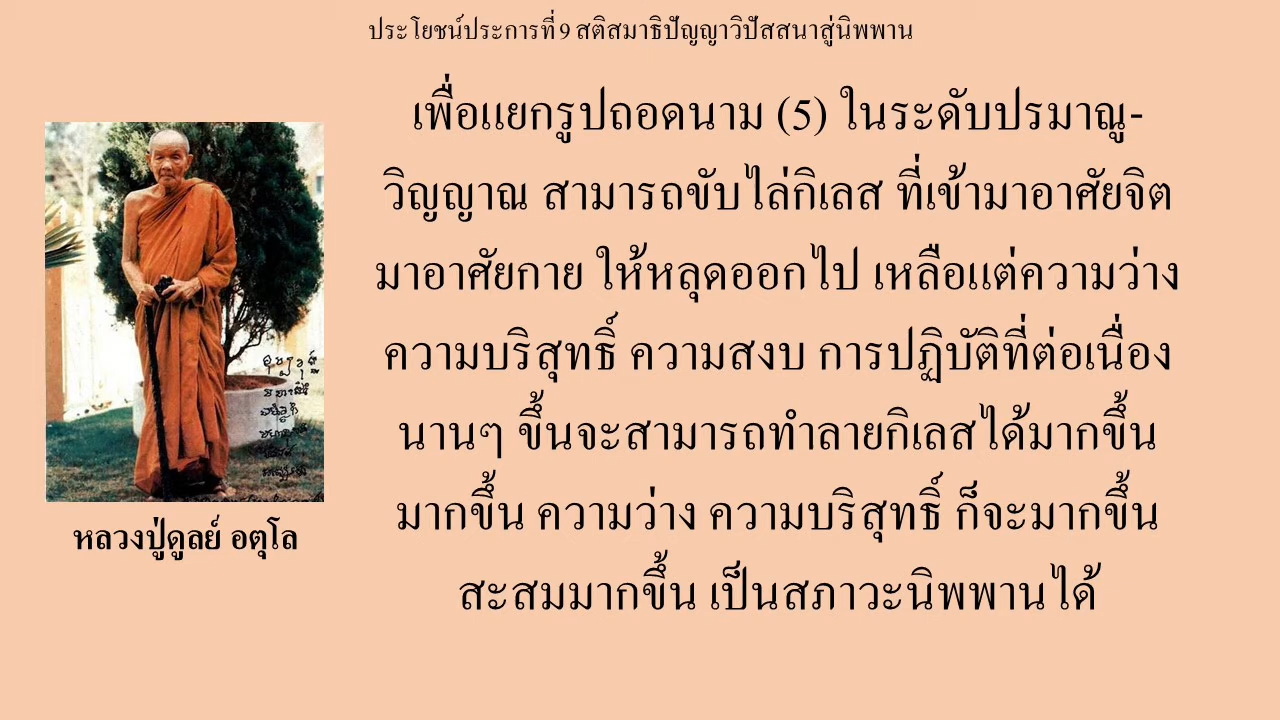 ประโยชน์ประการที่ 9 สติสมาธิปัญญาวิปัสสนาสู่นิพพาน
เพื่อแยกรูปถอดนาม (5) ในระดับปรมาณู-
วิญญาณ สามารถขับไล่กิเลส ที่เข้ามาอาศัยจิต
มาอาศัยกาย ให้หลุดออกไป เหลือแต่ความว่าง
ความบริสุทธิ์ ความสงบ การปฏิบัติที่ต่อเนื่อง
นานๆ ขึ้นจะสามารถทำลายกิเลสได้มากขึ้น
มากขึ้น ความว่าง ความบริสุทธิ์ ก็จะมากขึ้น
สะสมมากขึ้น เป็นสภาวะนิพพานได้
หลวงปู่ดูลย์ อตุโล